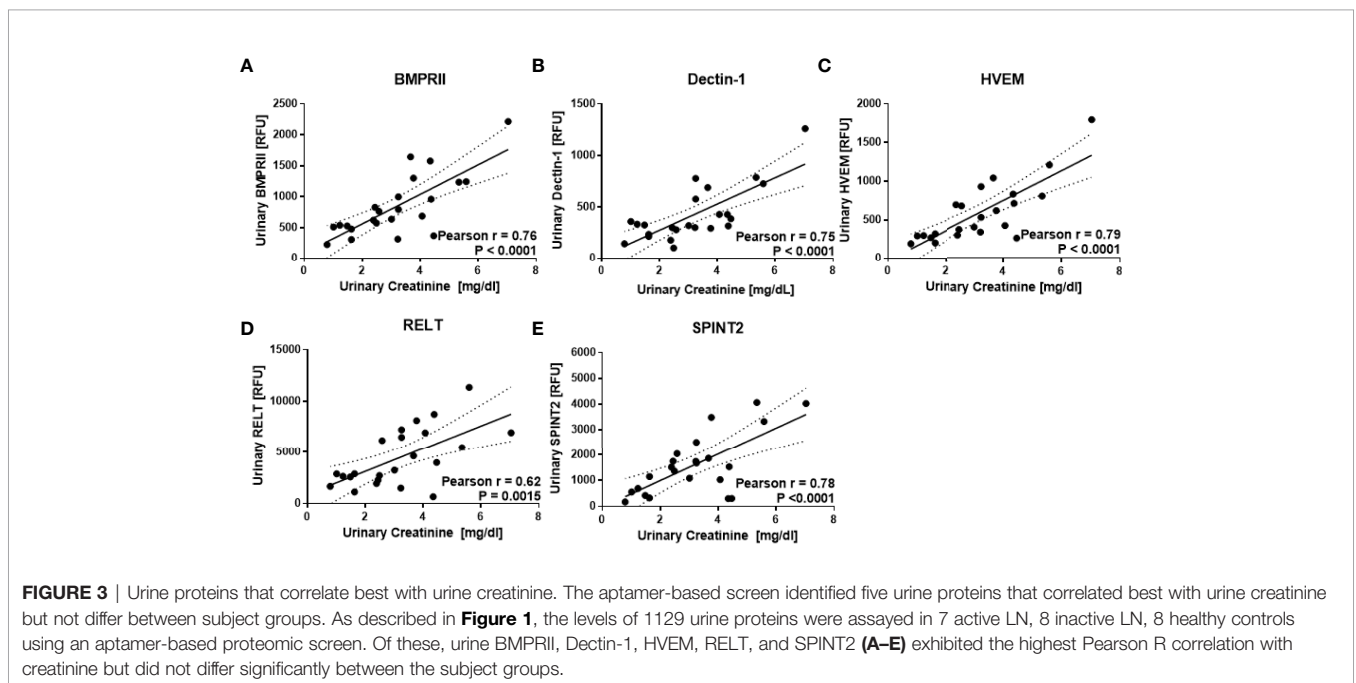 A
BMPRII
2500
2000
1500
1000
500
0
Urinary BMPRII [RFU]
Pearson r = 0.76
P < 0.0001
0 2 4 6 8
Urinary Creatinine [mg/dl]
B
Dectin-1
1500
1000
500
0
Urinary Dectin-1 [RFU]
Pearson r = 0.75
P < 0.0001
0 2 4 6 8
Urinary Creatinine [mg/dL]
C
HVEM
2000
1500
1000
500
0
Urinary HVEM [RFU]
Pearson r = 0.79
P < 0.0001
0 2 4 6 8
Urinary Creatinine [mg/dl]
D
RELT
15000
10000
5000
0
Urinary RELT [RFU]
Pearson r = 0.62
P = 0.0015
0 2 4 6 8
Urinary Creatinine [mg/dl]
E
SPINT2
6000
5000
4000
3000
2000
1000
0
Urinary SPINT2 [RFU]
Pearson r = 0.78
P <0.0001
0 2 4 6 8
Urinary Creatinine [mg/dl]
FIGURE 3 | Urine proteins that correlate best with urine creatinine. The aptamer-based screen identified five urine proteins that correlated best with urine creatinine
but not differ between subject groups. As described in Figure 1, the levels of 1129 urine proteins were assayed in 7 active LN, 8 inactive LN, 8 healthy controls
using an aptamer-based proteomic screen. Of these, urine BMPRII, Dectin-1, HVEM, RELT, and SPINT2 (A–E) exhibited the highest Pearson R correlation with
creatinine but did not differ significantly between the subject groups.